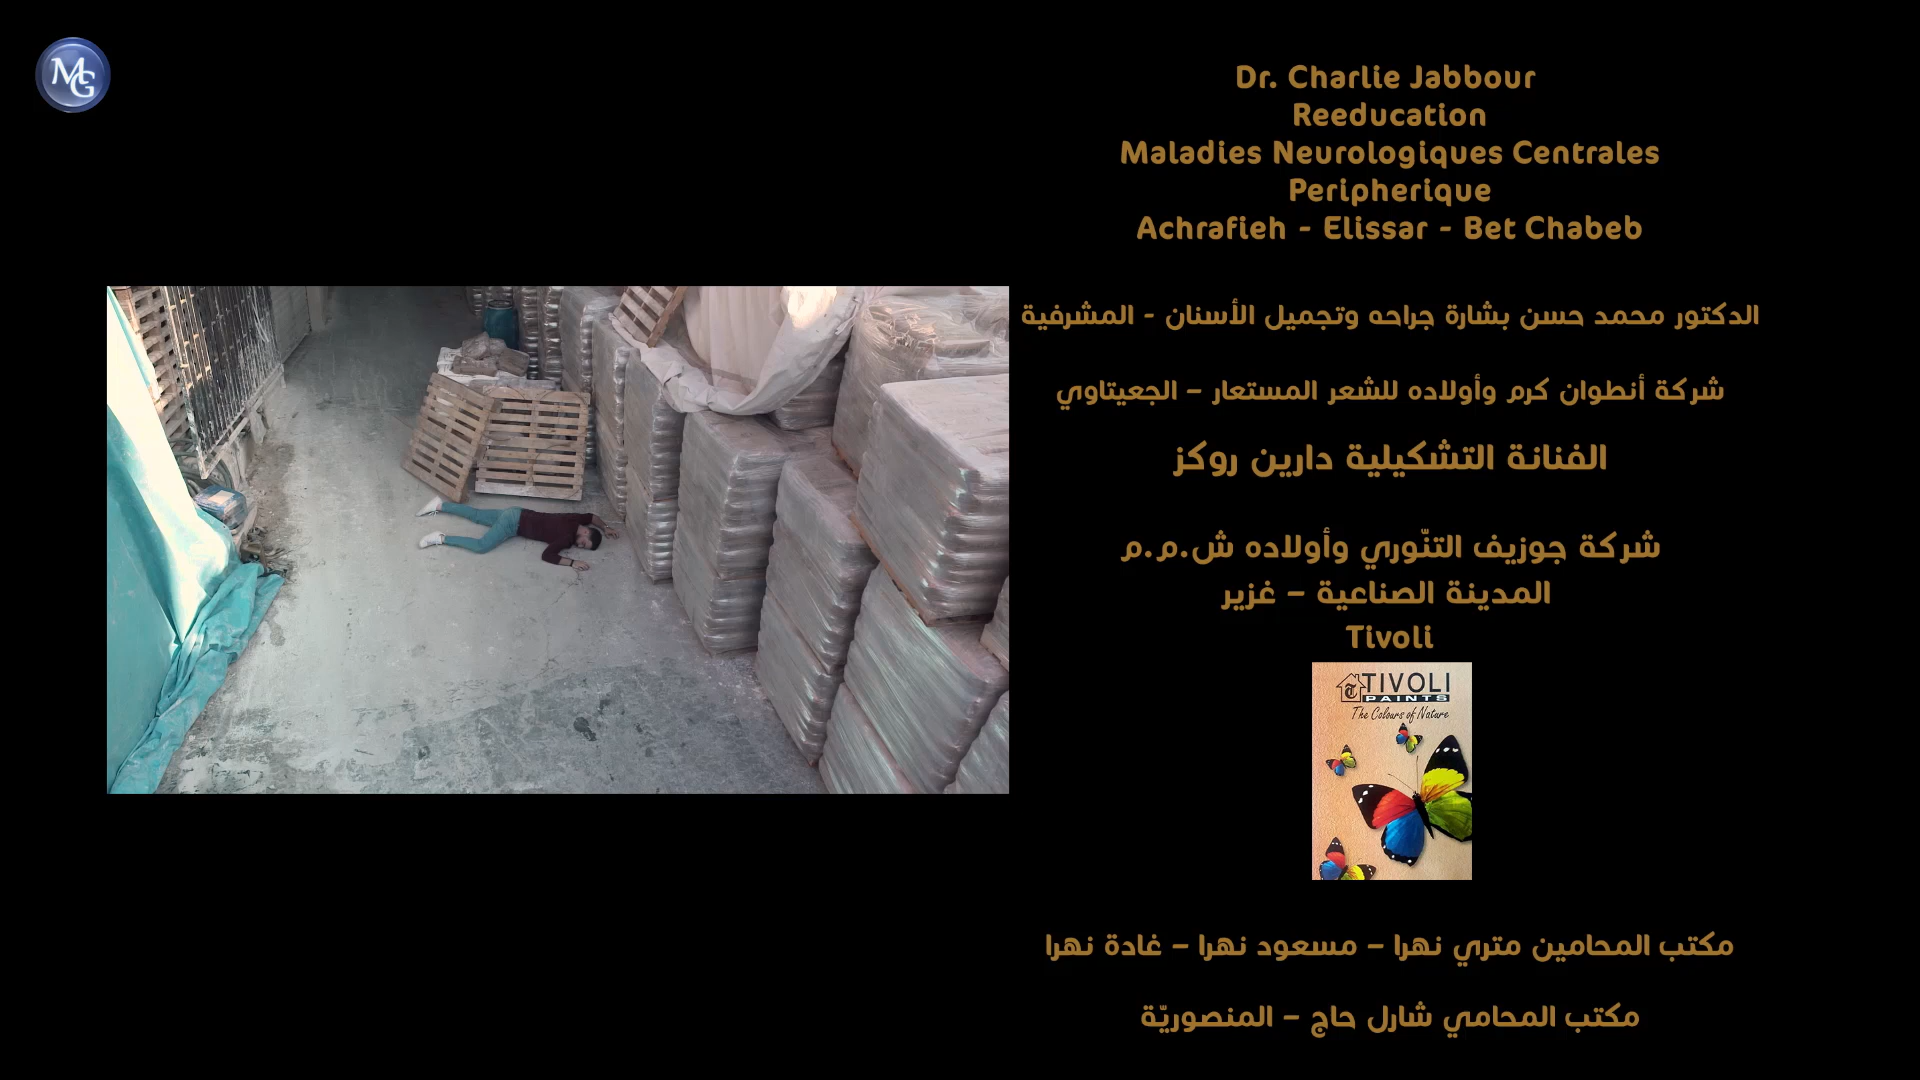 MG
Dr. Charlie Jabbour
Reeducation
Maladies Neurologiques Centrales
Peripherique
Achrafieh - Elissar - Bet Chabeb
الدكتور محمد حسن بشارة جراحه وتجميل الأسنان - المشرفية
شركة أنطوان كرم وأولاده للشعر المستعار – الجعيتاوي
الفنانة التشكيلية دارين روكز
شركة جوزيف التنّوري وأولاده ش.م.م
المدينة الصناعية – غزير
Tivoli
TIVOLI
PAINTS
The Colours of Nature
مكتب المحامين متري نهرا – مسعود نهرا – غادة نهرا
مكتب المحامي شارل حاج – المنصوريّة